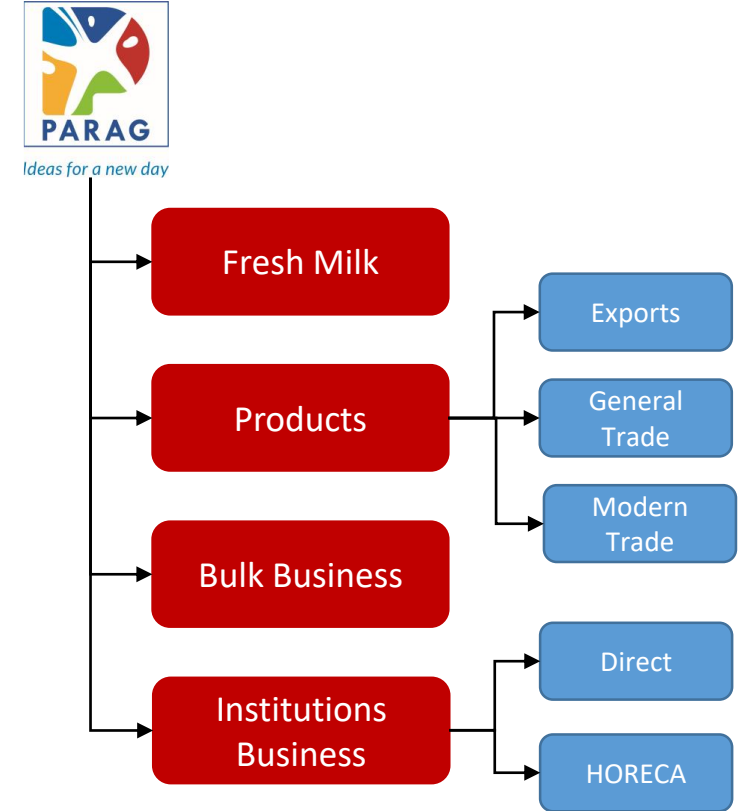 PARAG
Ideas for a new day
Fresh Milk
Products
Exports
General
Trade
Modern
Trade
Bulk Business
Institutions
Business
Direct
HORECA